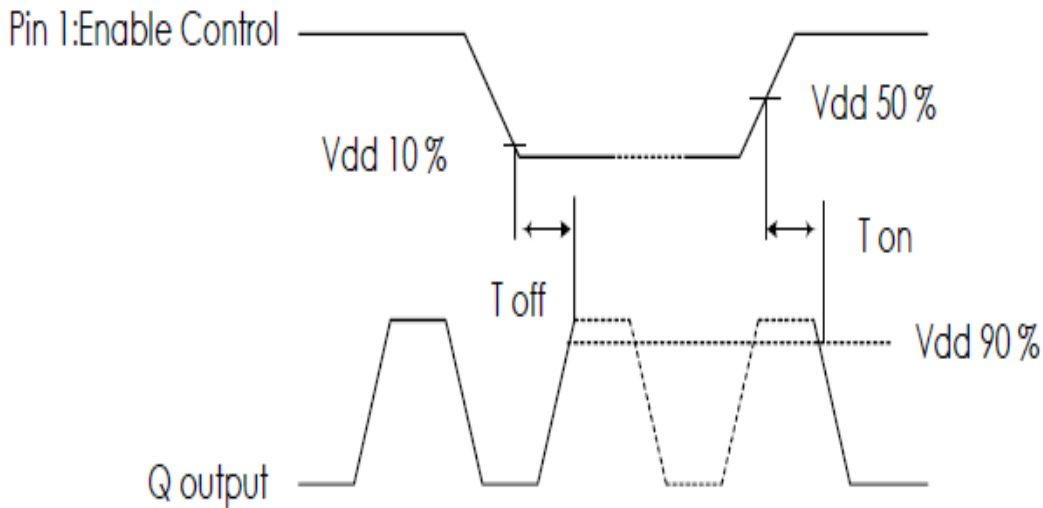 Pin 1:Enable Control
Vdd 50 %
Vdd 10 %
T on
T off
Vdd 90 %
Q output